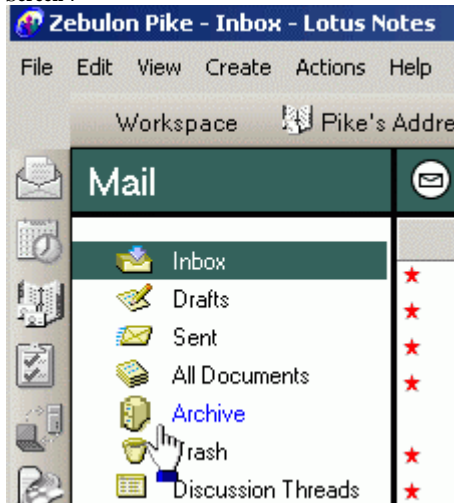 Zebulon Pike - Inbox - Lotus Notes
File Edit View Create Actions Help
Workspace Pike's Addre
Mail
Inbox
Drafts
Sent
All Documents
Archive
Trash
Discussion Threads